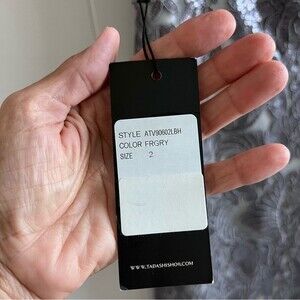 STYLE ATV90602LBH
COLOR FRGRY
SIZE 2
WWW.TADASHISHOJI.COM